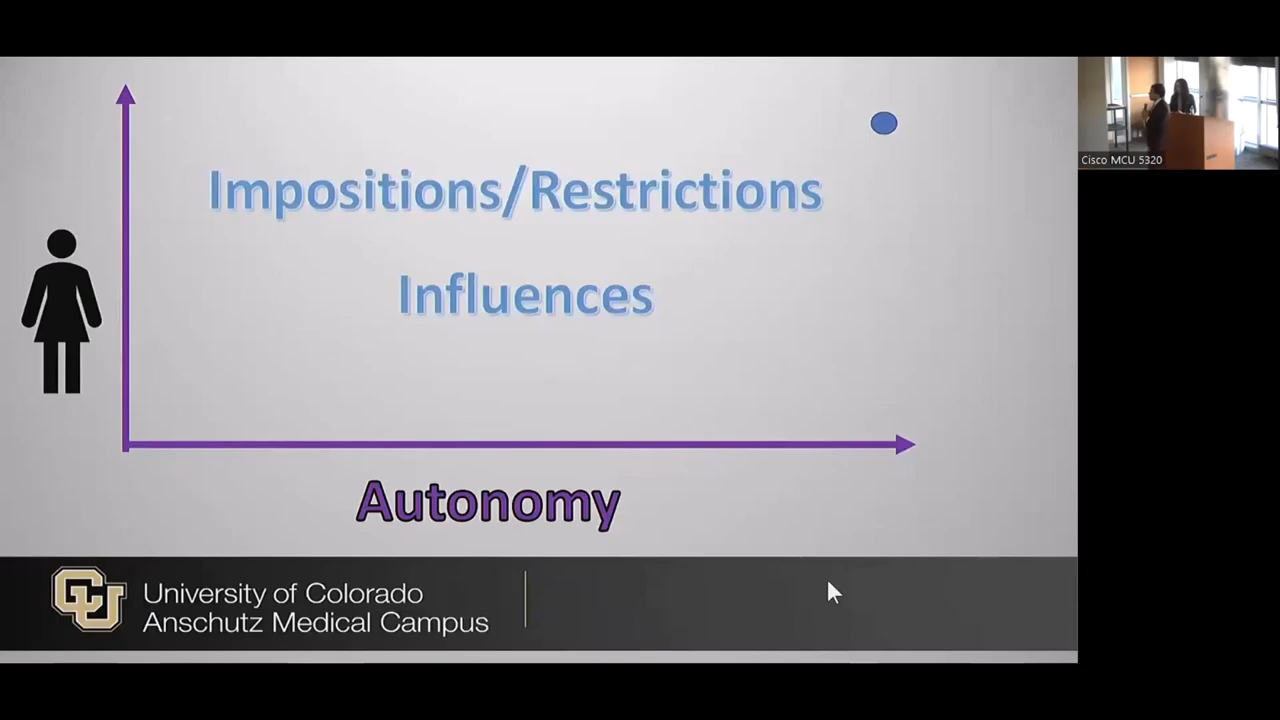 Impositions/Restrictions
Influences
Autonomy
University of Colorado
Anschutz Medical Campus
Cisco MCU 5320